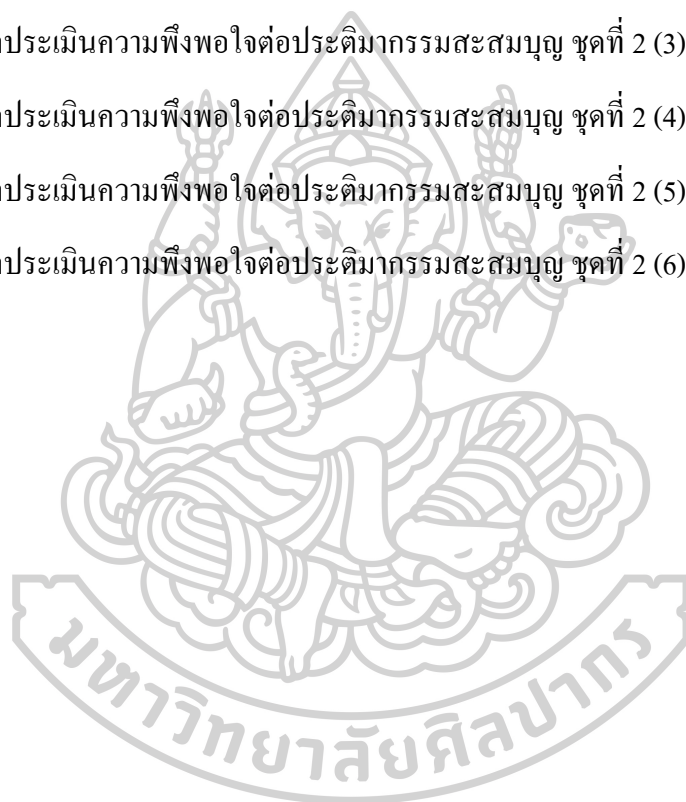 ประเมินความพึงพอใจต่อประติมากรรมสะสมบุญ ชุดที่ 2 (3)
ประเมินความพึงพอใจต่อประติมากรรมสะสมบุญ ชุดที่ 2 (4)
ประเมินความพึงพอใจต่อประติมากรรมสะสมบุญ ชุดที่ 2 (5)
ประเมินความพึงพอใจต่อประติมากรรมสะสมบุญ ชุดที่ 2 (6)
มหาวิทยาลัยศิลปากร